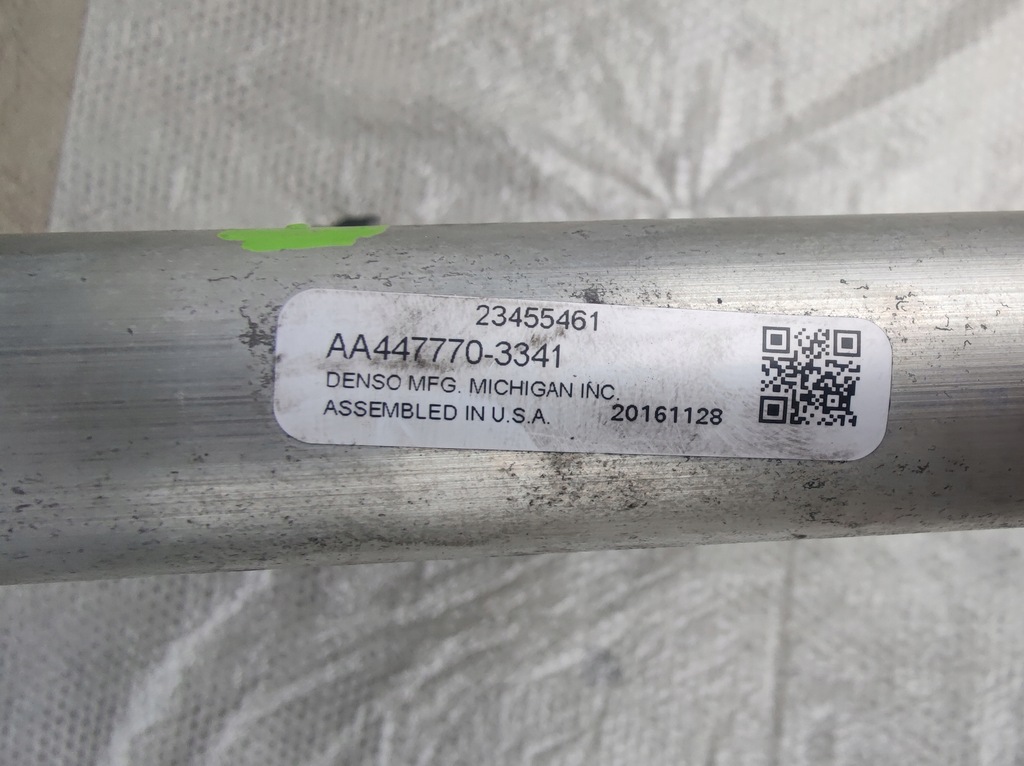 23455461
AA447770-3341
DENSO MFG. MICHIGAN INC.
ASSEMBLED IN U.S.A. 20161128